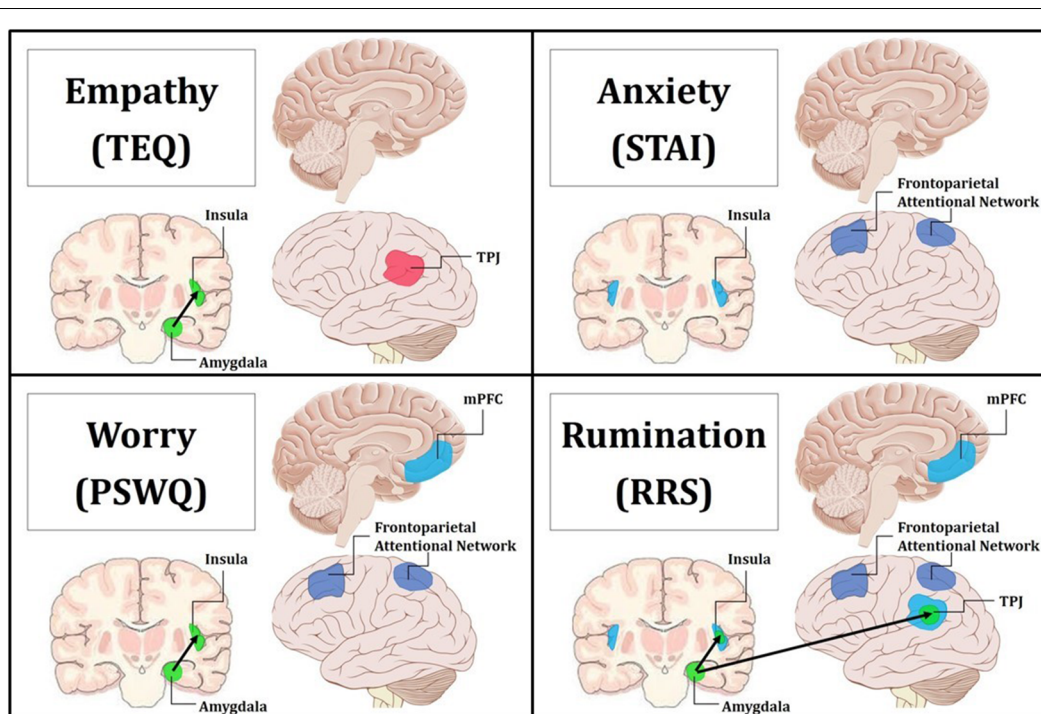 Empathy
(TEQ)
Insula
TPJ
Amygdala
Anxiety
(STAI)
Frontoparietal
Attentional Network
Insula
Worry
(PSWQ)
mPFC
Frontoparietal
Attentional Network
Insula
Amygdala
Rumination
(RRS)
mPFC
Frontoparietal
Attentional Network
Insula
TPJ
Amygdala